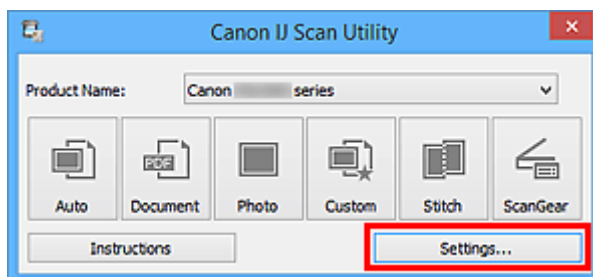 Canon IJ Scan Utility
Product Name: Canon series
Auto Document Photo Custom Stitch ScanGear
PDF
Instructions Settings...